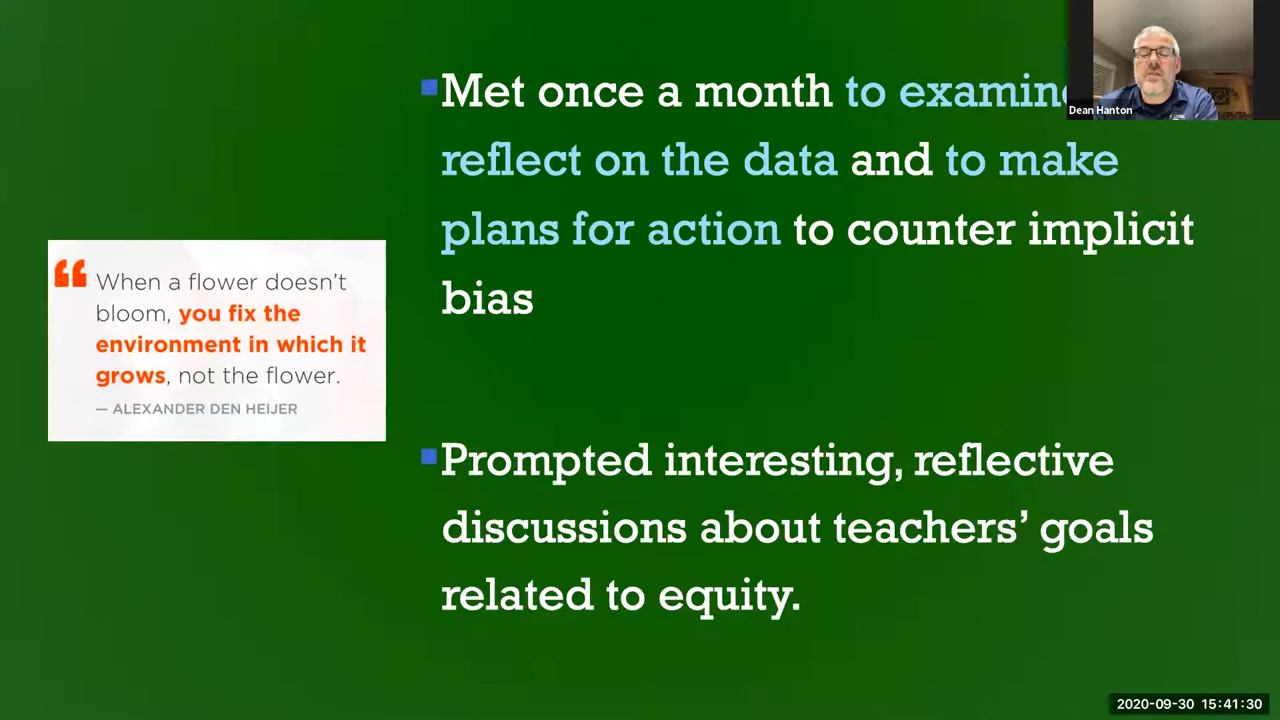 Met once a month to
reflect on the data and to make
plans for action to counter implicit
bias
Prompted interesting, reflective
discussions about teachers’ goals
related to equity.
“ When a flower doesn’t
bloom, you fix the
environment in which it
grows, not the flower.
— ALEXANDER DEN HEIJER
Dean Hanton
2020-09-30 15:41:30